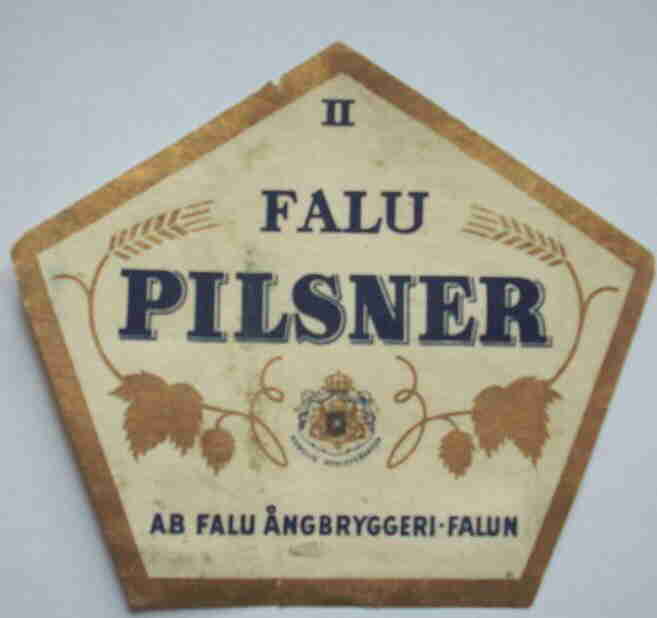 II
FALU
PILSNER
AB FALU ÅNGBRYGGERI-FALUN